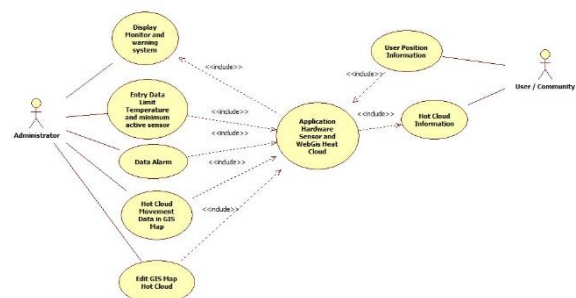 Display
Monitor and
warning
system
<<include>>
User Position
Information
<<include>>
User / Community
Entry Data
Limit
Temperature
and minimum
active sensor
<<include>>
Application
Hardware
Sensor and
WebGis Heat
Cloud
<<include>>
Hot Cloud
Information
Administrator
<<include>>
Data Alarm
<<include>>
Hot Cloud
Movement
Data in GIS
Map
<<include>>
Edit GIS Map
Hot Cloud